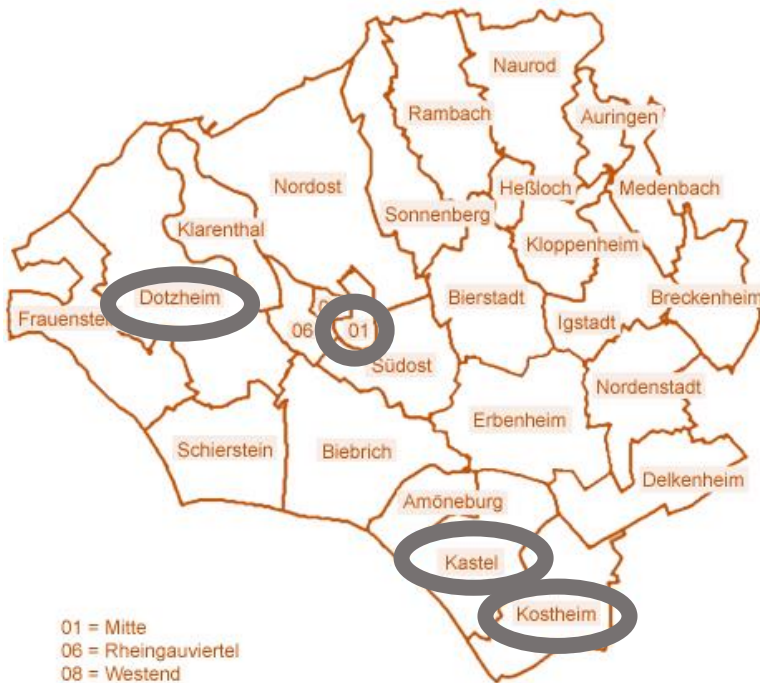 Naurod
Rambach
Auringen
Nordost
Heßloch
Medenbach
Sonnenberg
Klarenthal
Kloppenheim
Dotzheim
Bierstadt
Breckenheim
Frauenstein
06
01
Igstadt
Südost
Nordenstadt
Erbenheim
Schierstein
Biebrich
Delkenheim
Amöneburg
Kastel
Kostheim
01 = Mitte
06 = Rheingauviertel
08 = Westend